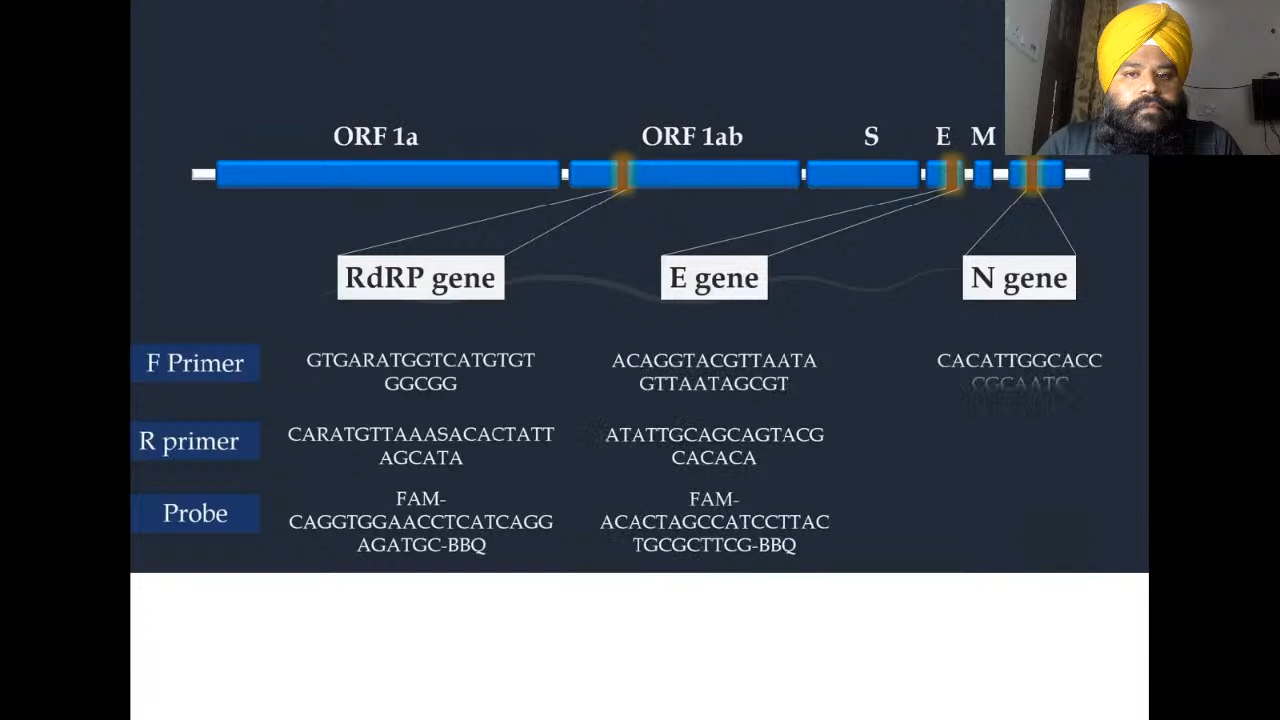 ORF 1a ORF 1ab S E M
RdRP gene E gene N gene
F Primer
GTGARATGGTCATGTGT
GGCGG
ACAGGTACGTTAATA
GTTAATAGCGT
CACATTGGCACC
CGCAATC
R primer
CARATGTTAAASACACTATT
AGCATA
ATATTGCAGCAGTACG
CACACA
Probe
FAM-
CAGGTGGAACCTCATCAGG
AGATGC-BBQ
FAM-
ACACTAGCCATCCTTAC
TGCGCTTCG-BBQ